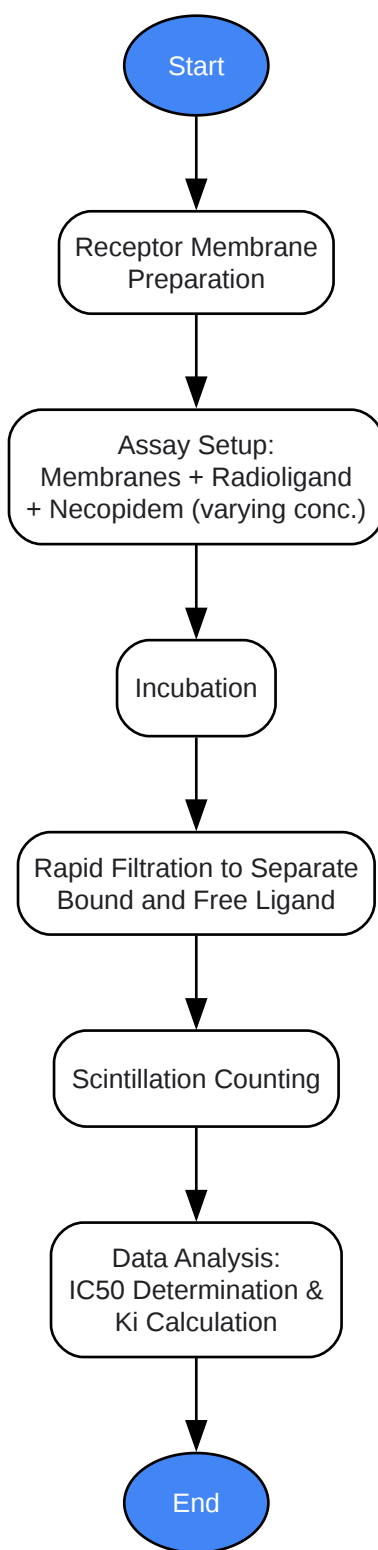 Start
Receptor Membrane
Preparation
Assay Setup:
Membranes + Radioligand
+ Necopidem (varying conc.)
Incubation
Rapid Filtration to Separate
Bound and Free Ligand
Scintillation Counting
Data Analysis:
IC50 Determination &
Ki Calculation
End